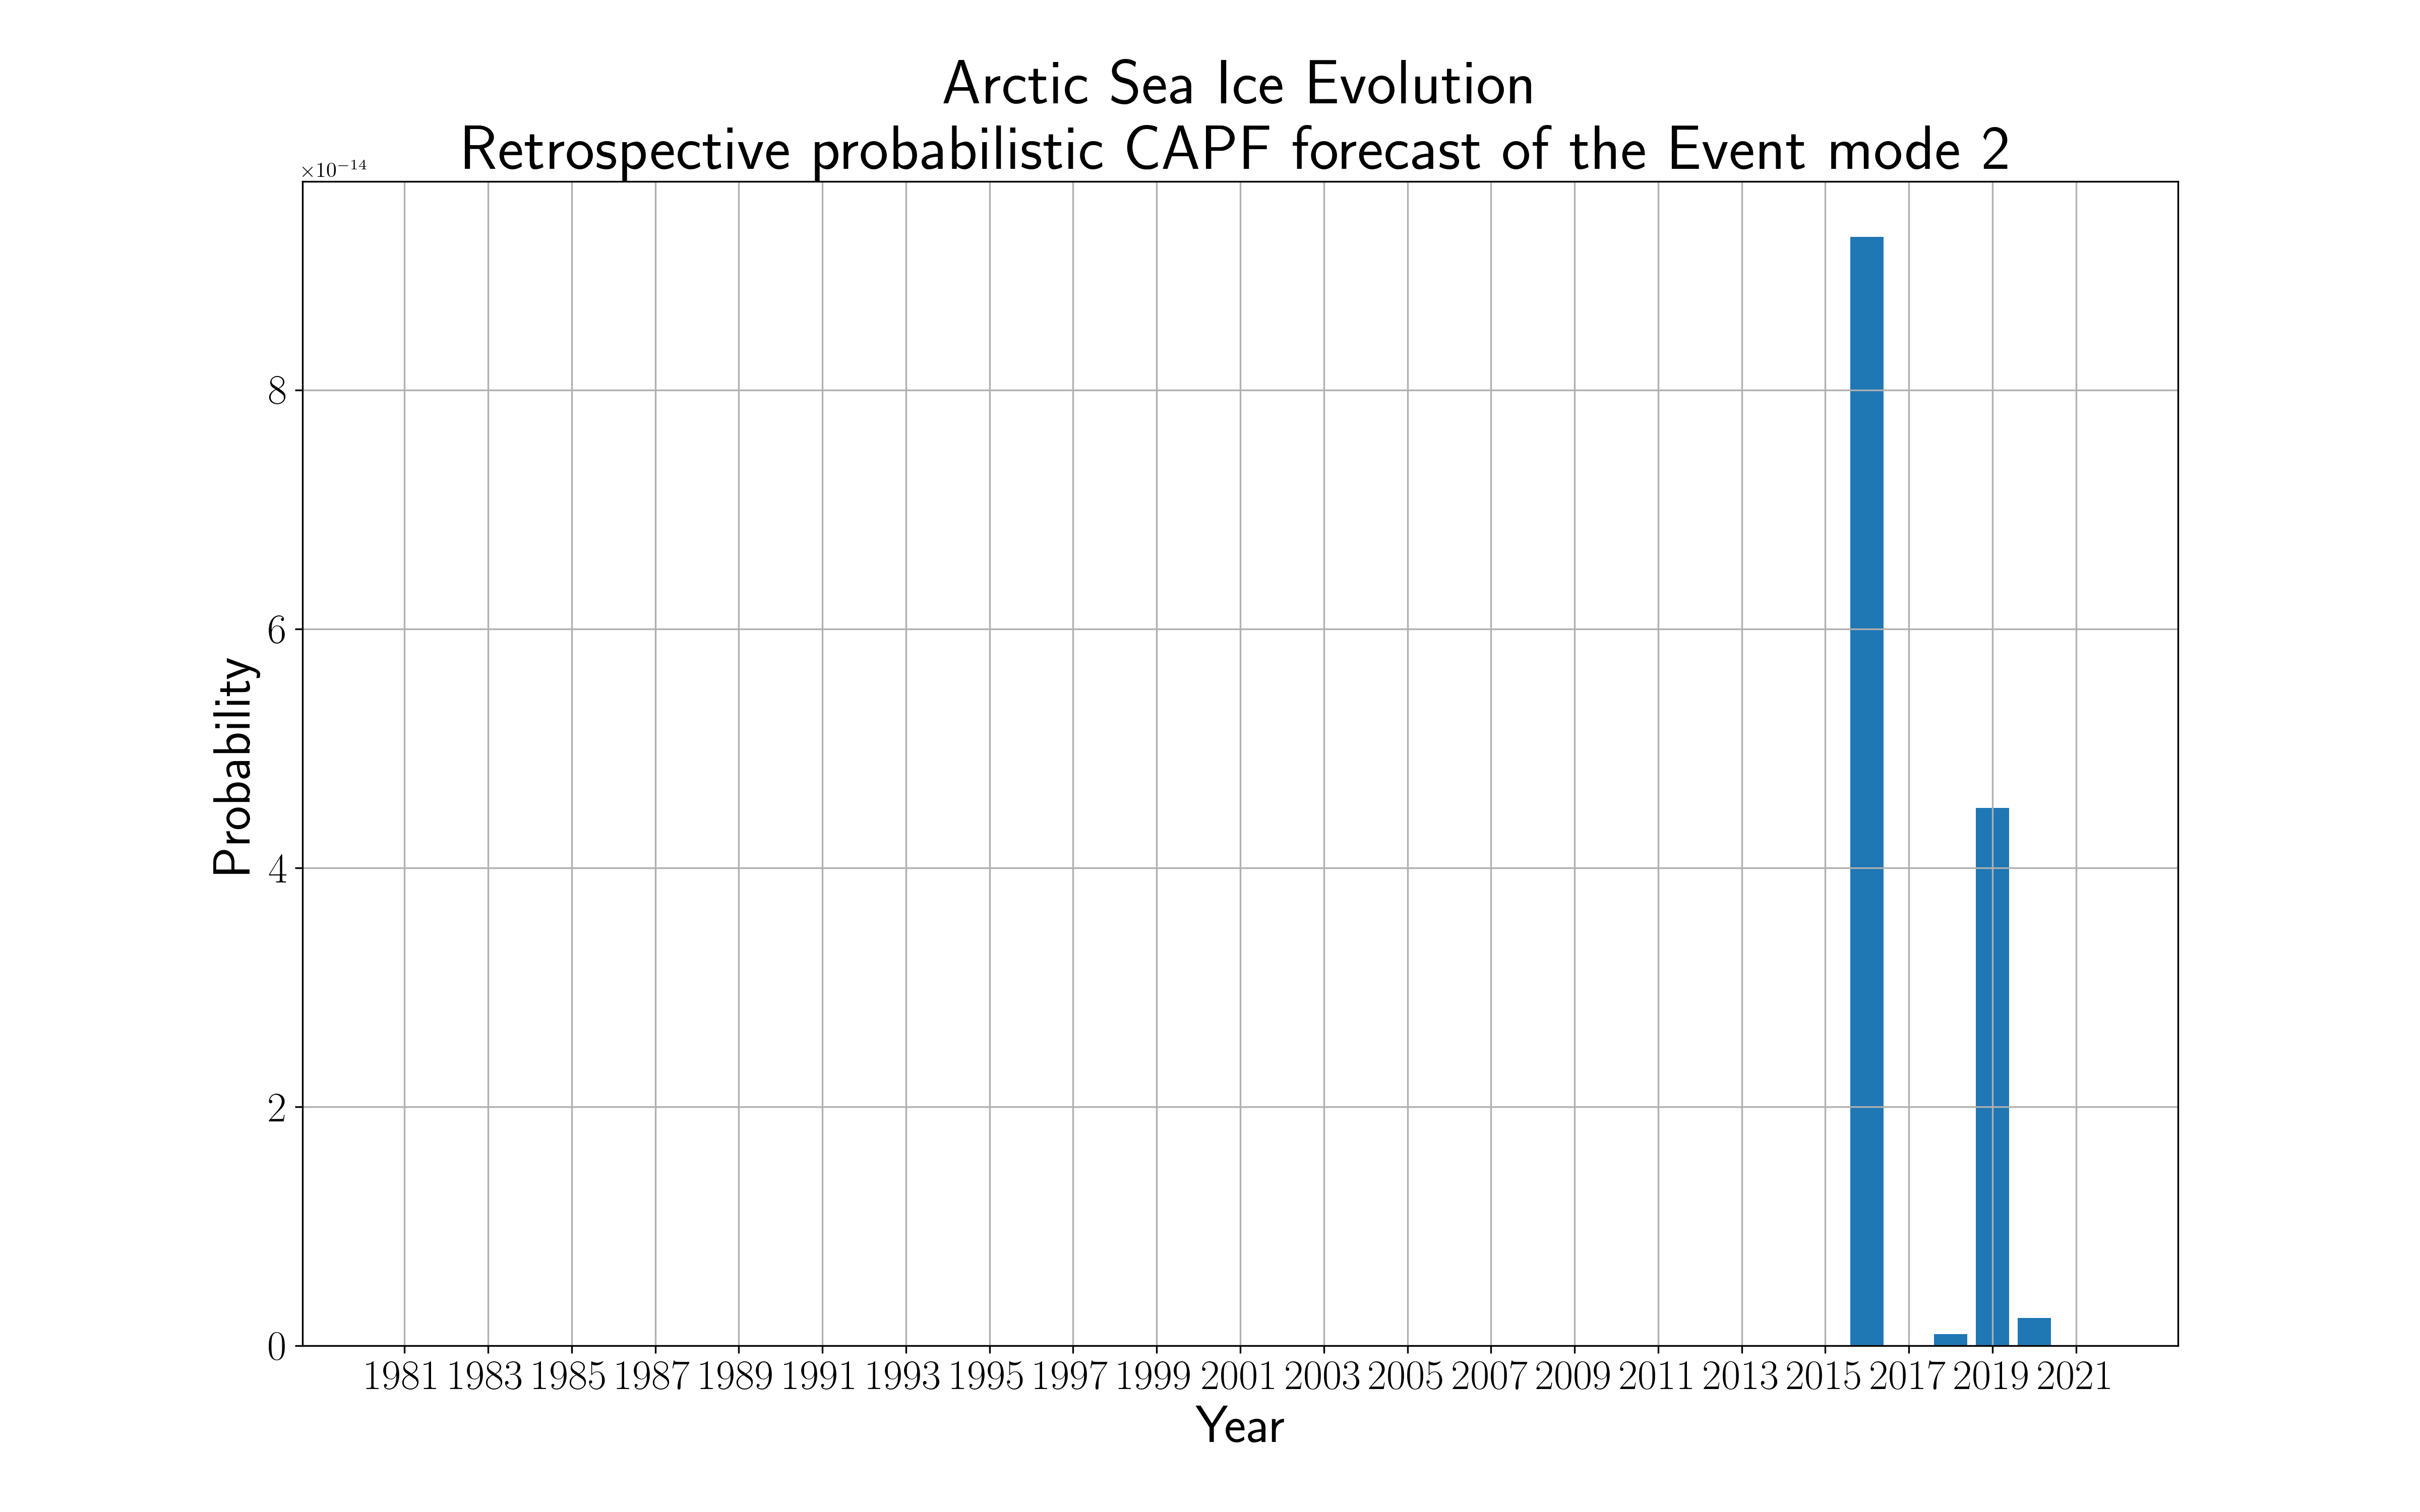 Arctic Sea Ice Evolution
Retrospective probabilistic CAPF forecast of the Event mode 2
×10⁻¹⁴
8
6
4
2
0
Probability
1981 1983 1985 1987 1989 1991 1993 1995 1997 1999 2001 2003 2005 2007 2009 2011 2013 2015 2017 2019 2021
Year